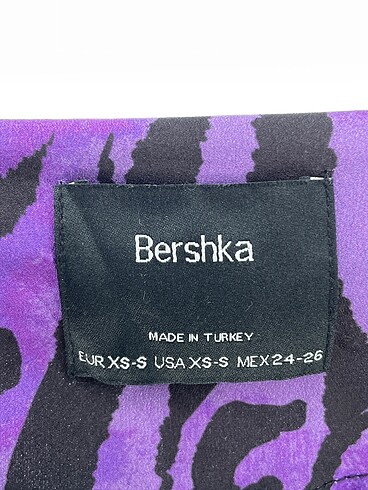 Bershka
MADE IN TURKEY
EUR XS-S USA XS-S MEX 24-26